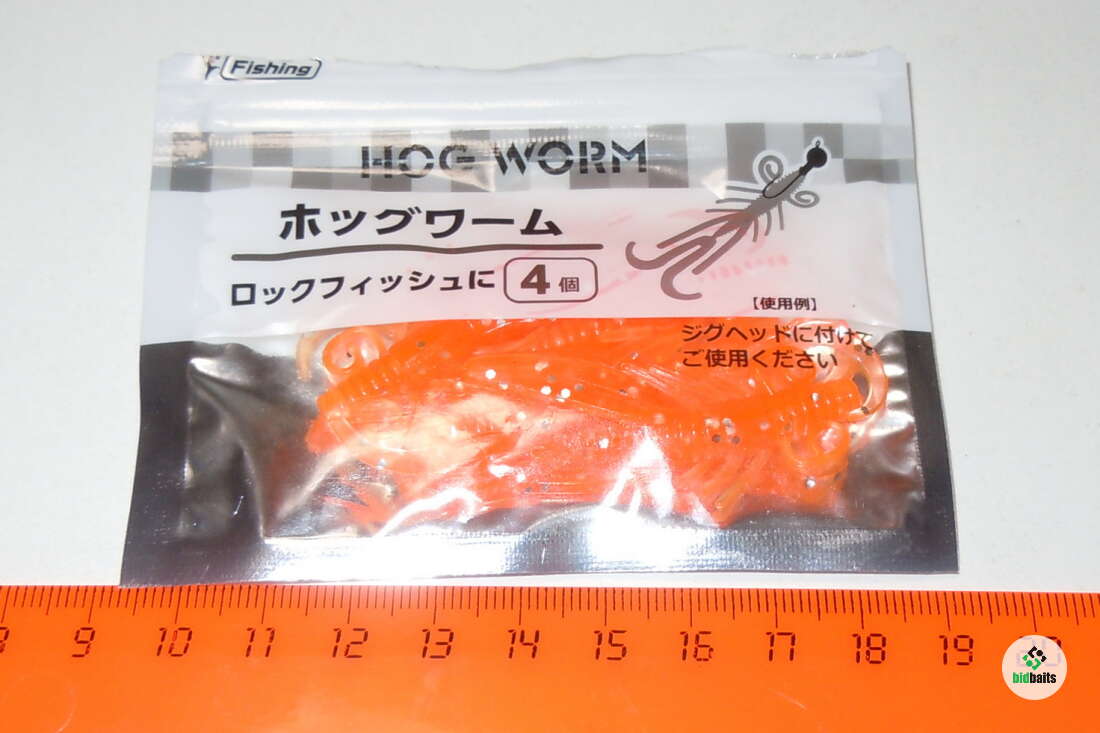 Fishing
HOG WORM
ホッグワーム
ロックフィッシュに 4個
【使用例】
ジグヘッドに付けて
ご使用ください
9 10 11 12 13 14 15 16 17 18 19
bidbaits